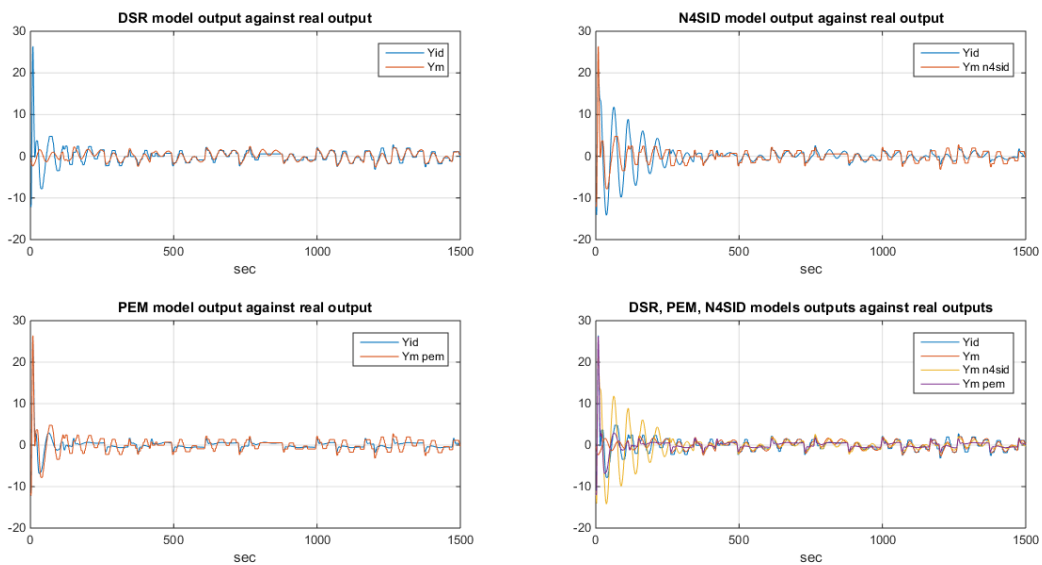 DSR model output against real output
30
20
10
0
-10
-20
0
500
1000
1500
sec
Yid
Ym
N4SID model output against real output
30
20
10
0
-10
-20
0
500
1000
1500
sec
Yid
Ym n4sid
PEM model output against real output
30
20
10
0
-10
-20
0
500
1000
1500
sec
Yid
Ym pem
DSR, PEM, N4SID models outputs against real outputs
30
20
10
0
-10
-20
0
500
1000
1500
sec
Yid
Ym
Ym n4sid
Ym pem